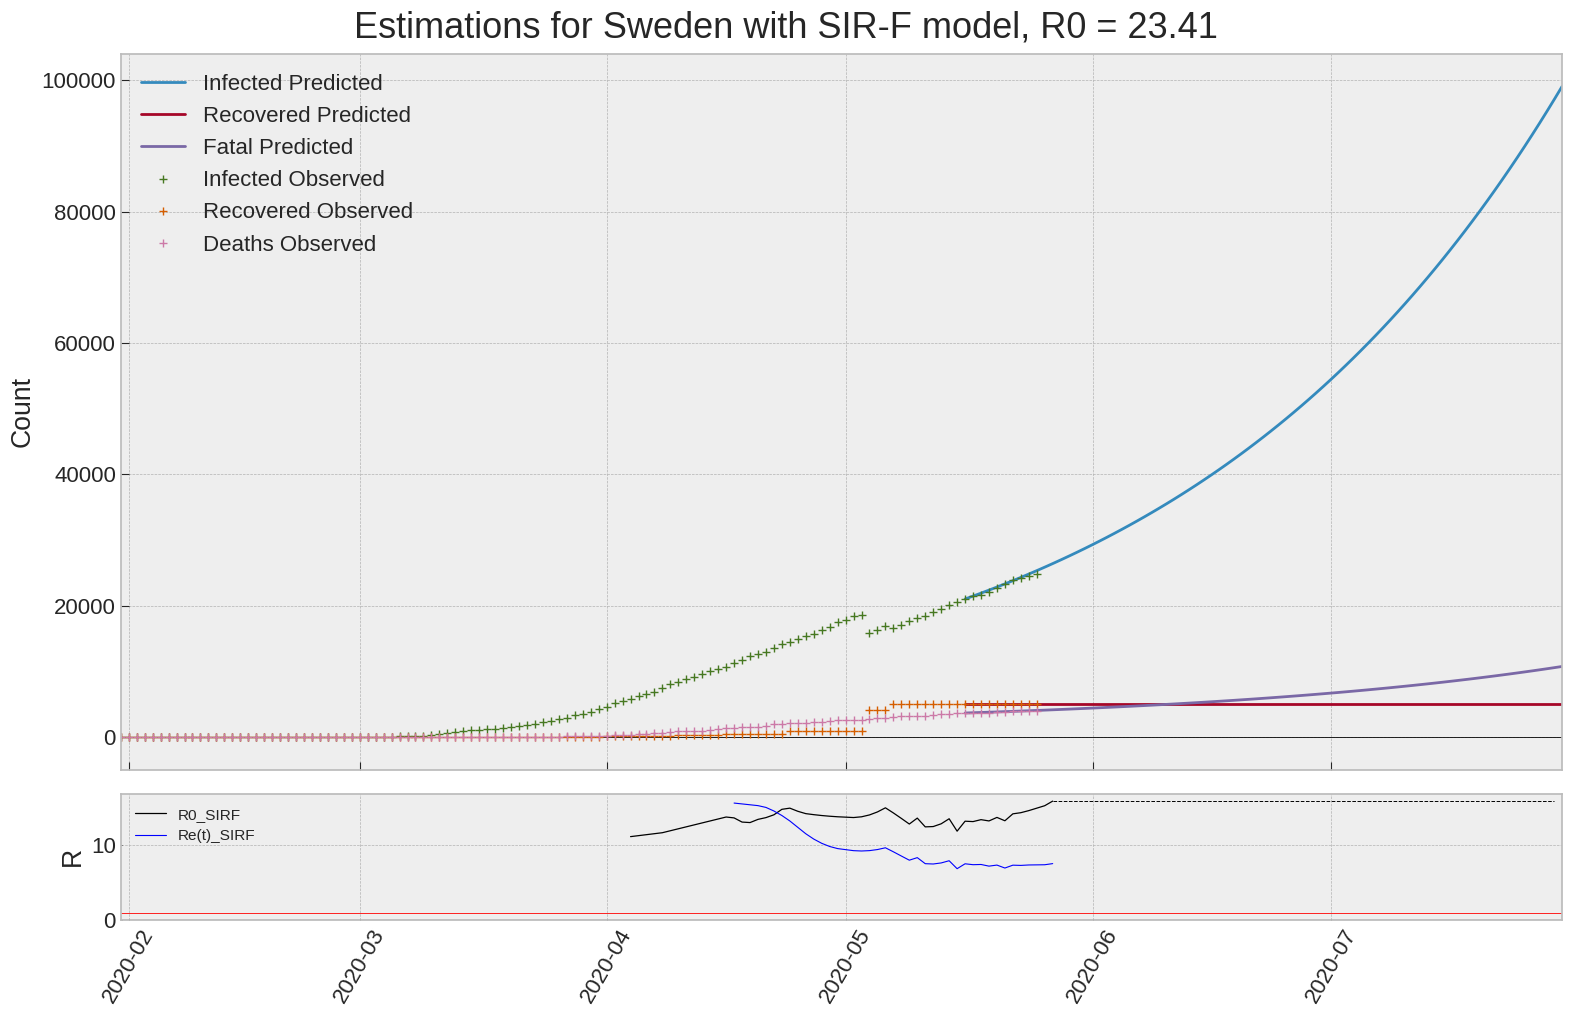 Estimations for Sweden with SIR-F model, R0 = 23.41
Infected Predicted
Recovered Predicted
Fatal Predicted
Infected Observed
Recovered Observed
Deaths Observed
100000
80000
60000
40000
20000
0
Count
R0_SIRF
Re(t)_SIRF
10
0
R
2020-02
2020-03
2020-04
2020-05
2020-06
2020-07